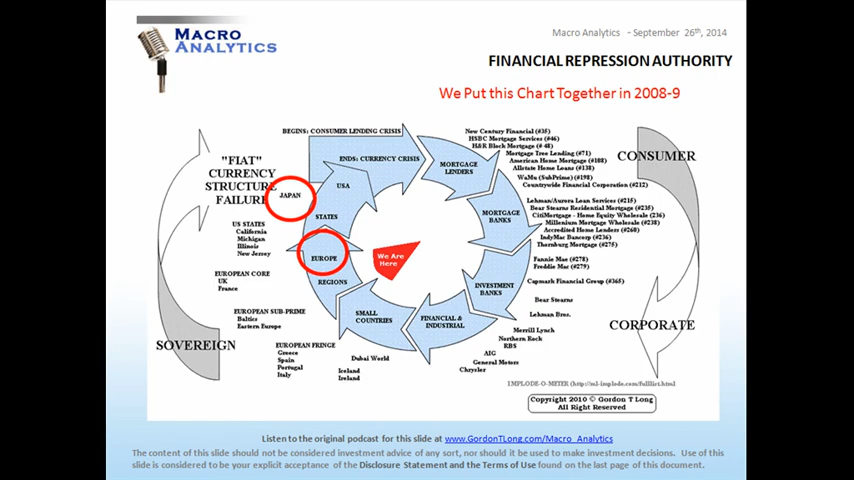 MACRO
ANALYTICS
Macro Analytics - September 26th, 2014
FINANCIAL REPRESSION AUTHORITY
We Put this Chart Together in 2008-9
BEGINS: CONSUMER LENDING CRISIS
ENDS: CURRENCY CRISIS
"FIAT"
CURRENCY
STRUCTURE
FAILURE
JAPAN
USA
STATES
EUROPE
REGIONS
SMALL
COUNTRIES
FINANCIAL &
INDUSTRIAL
INVESTMENT
BANKS
MORTGAGE
BANKS
MORTGAGE
LENDERS
We Are
Here
New Century Financial (#35)
HSBC Mortgage Services (#46)
H&R Block Mortgage (# 48)
Mortgage Tree Lending (#71)
American Home Mortgage (#108)
Allstate Home Loans (#138)
WaMu (SubPrime) (#198)
Countrywide Financial Corporation (#212)
Lehman/Aurora Loan Services (#215)
Bear Stearns Residential Mortgage (#235)
CitiMortgage - Home Equity Wholesale (236)
Millenium Mortgage Wholesale (#238)
Accredited Home Lenders (#260)
IndyMac Bancorp (#236)
Thornburg Mortgage (#275)
Fannie Mae (#278)
Freddie Mac (#279)
Capmark Financial Group (#365)
Bear Stearns
Lehman Bros.
Merrill Lynch
Northern Rock
RBS
AIG
General Motors
Chrysler
CONSUMER
CORPORATE
SOVEREIGN
US STATES
California
Michigan
Illinois
New Jersey
EUROPEAN CORE
UK
France
EUROPEAN SUB-PRIME
Baltics
Eastern Europe
EUROPEAN FRINGE
Greece
Spain
Portugal
Italy
Dubai World
Iceland
Ireland
IMPLODE-O-METER (http://ml-implode.com/fulllist.html
Copyright 2010 © Gordon T Long
All Right Reserved
Listen to the original podcast for this slide at www.GordonTLong.com/Macro_Analytics
The content of this slide should not be considered investment advice of any sort, nor should it be used to make investment decisions. Use of this
slide is considered to be your explicit acceptance of the Disclosure Statement and the Terms of Use found on the last page of this document.